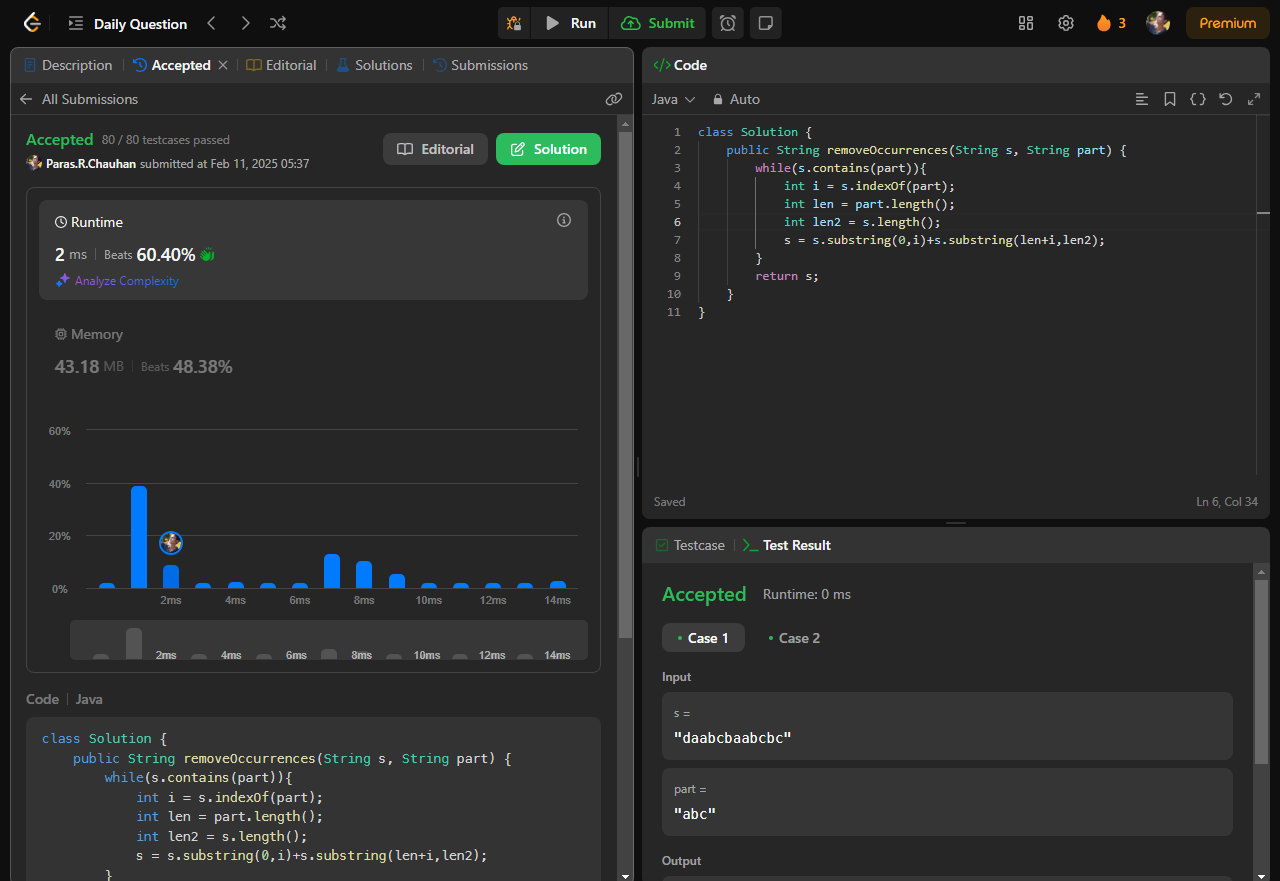 Daily Question
Run
Submit
3
Premium
Description
Accepted
Editorial
Solutions
Submissions
All Submissions
Accepted 80 / 80 testcases passed
Paras.R.Chauhan submitted at Feb 11, 2025 05:37
Editorial
Solution
Runtime
2 ms Beats 60.40%
Analyze Complexity
Memory
43.18 MB Beats 48.38%
60%
40%
20%
0%
2ms 4ms 6ms 8ms 10ms 12ms 14ms
2ms 4ms 6ms 8ms 10ms 12ms 14ms
Code Java
class Solution {
public String removeOccurrences(String s, String part) {
while(s.contains(part)){
int i = s.indexOf(part);
int len = part.length();
int len2 = s.length();
s = s.substring(0,i)+s.substring(len+i,len2);
}
</> Code
Java Auto
1 class Solution {
2 public String removeOccurrences(String s, String part) {
3 while(s.contains(part)){
4 int i = s.indexOf(part);
5 int len = part.length();
6 int len2 = s.length();
7 s = s.substring(0,i)+s.substring(len+i,len2);
8 }
9 return s;
10 }
11 }
Saved
Ln 6, Col 34
Testcase
Test Result
Accepted Runtime: 0 ms
Case 1
Case 2
Input
s =
"daabcbaabcbc"
part =
"abc"
Output